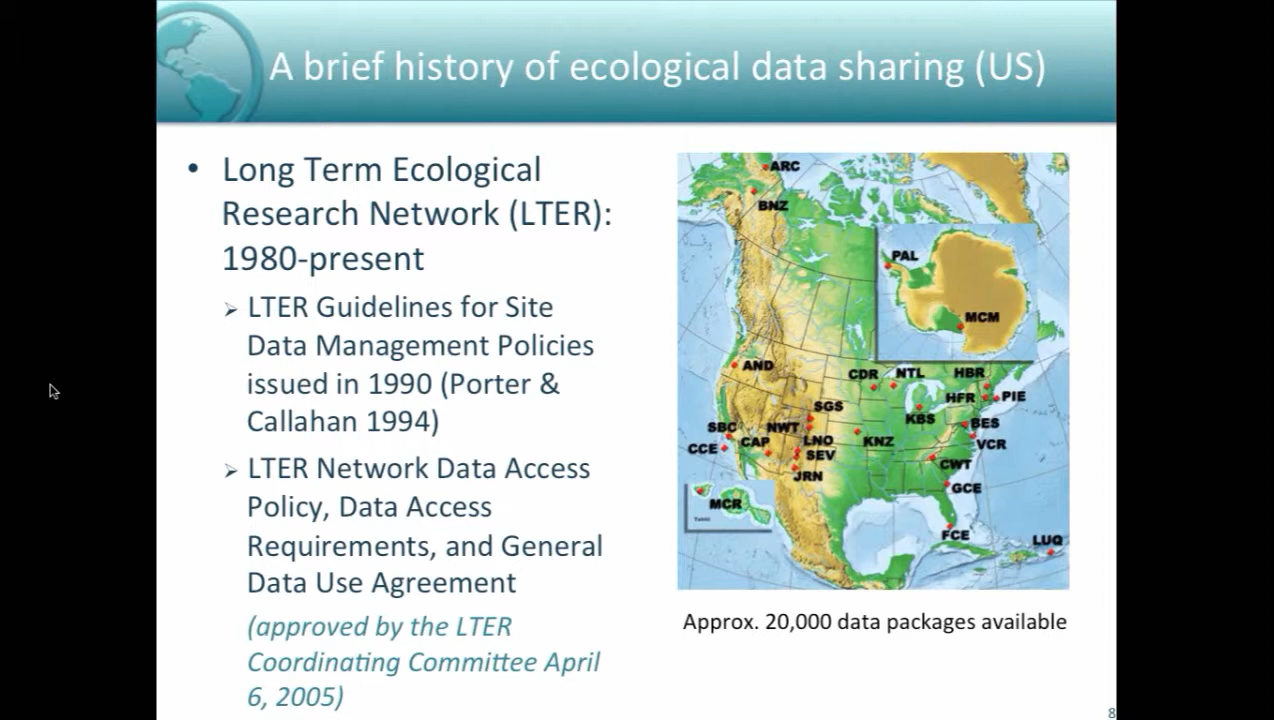 A brief history of ecological data sharing (US)
• Long Term Ecological
Research Network (LTER):
1980-present
➢ LTER Guidelines for Site
Data Management Policies
issued in 1990 (Porter &
Callahan 1994)
➢ LTER Network Data Access
Policy, Data Access
Requirements, and General
Data Use Agreement
(approved by the LTER
Coordinating Committee April
6, 2005)
ARC
BNZ
PAL
MCM
AND
CDR
NTL
HBR
HFR
PIE
SGS
KBS
SBC
NWT
BES
CCE
CAP
LNO
KNZ
VCR
SEV
CWT
JRN
GCE
MCR
FCE
LUQ
Approx. 20,000 data packages available
8